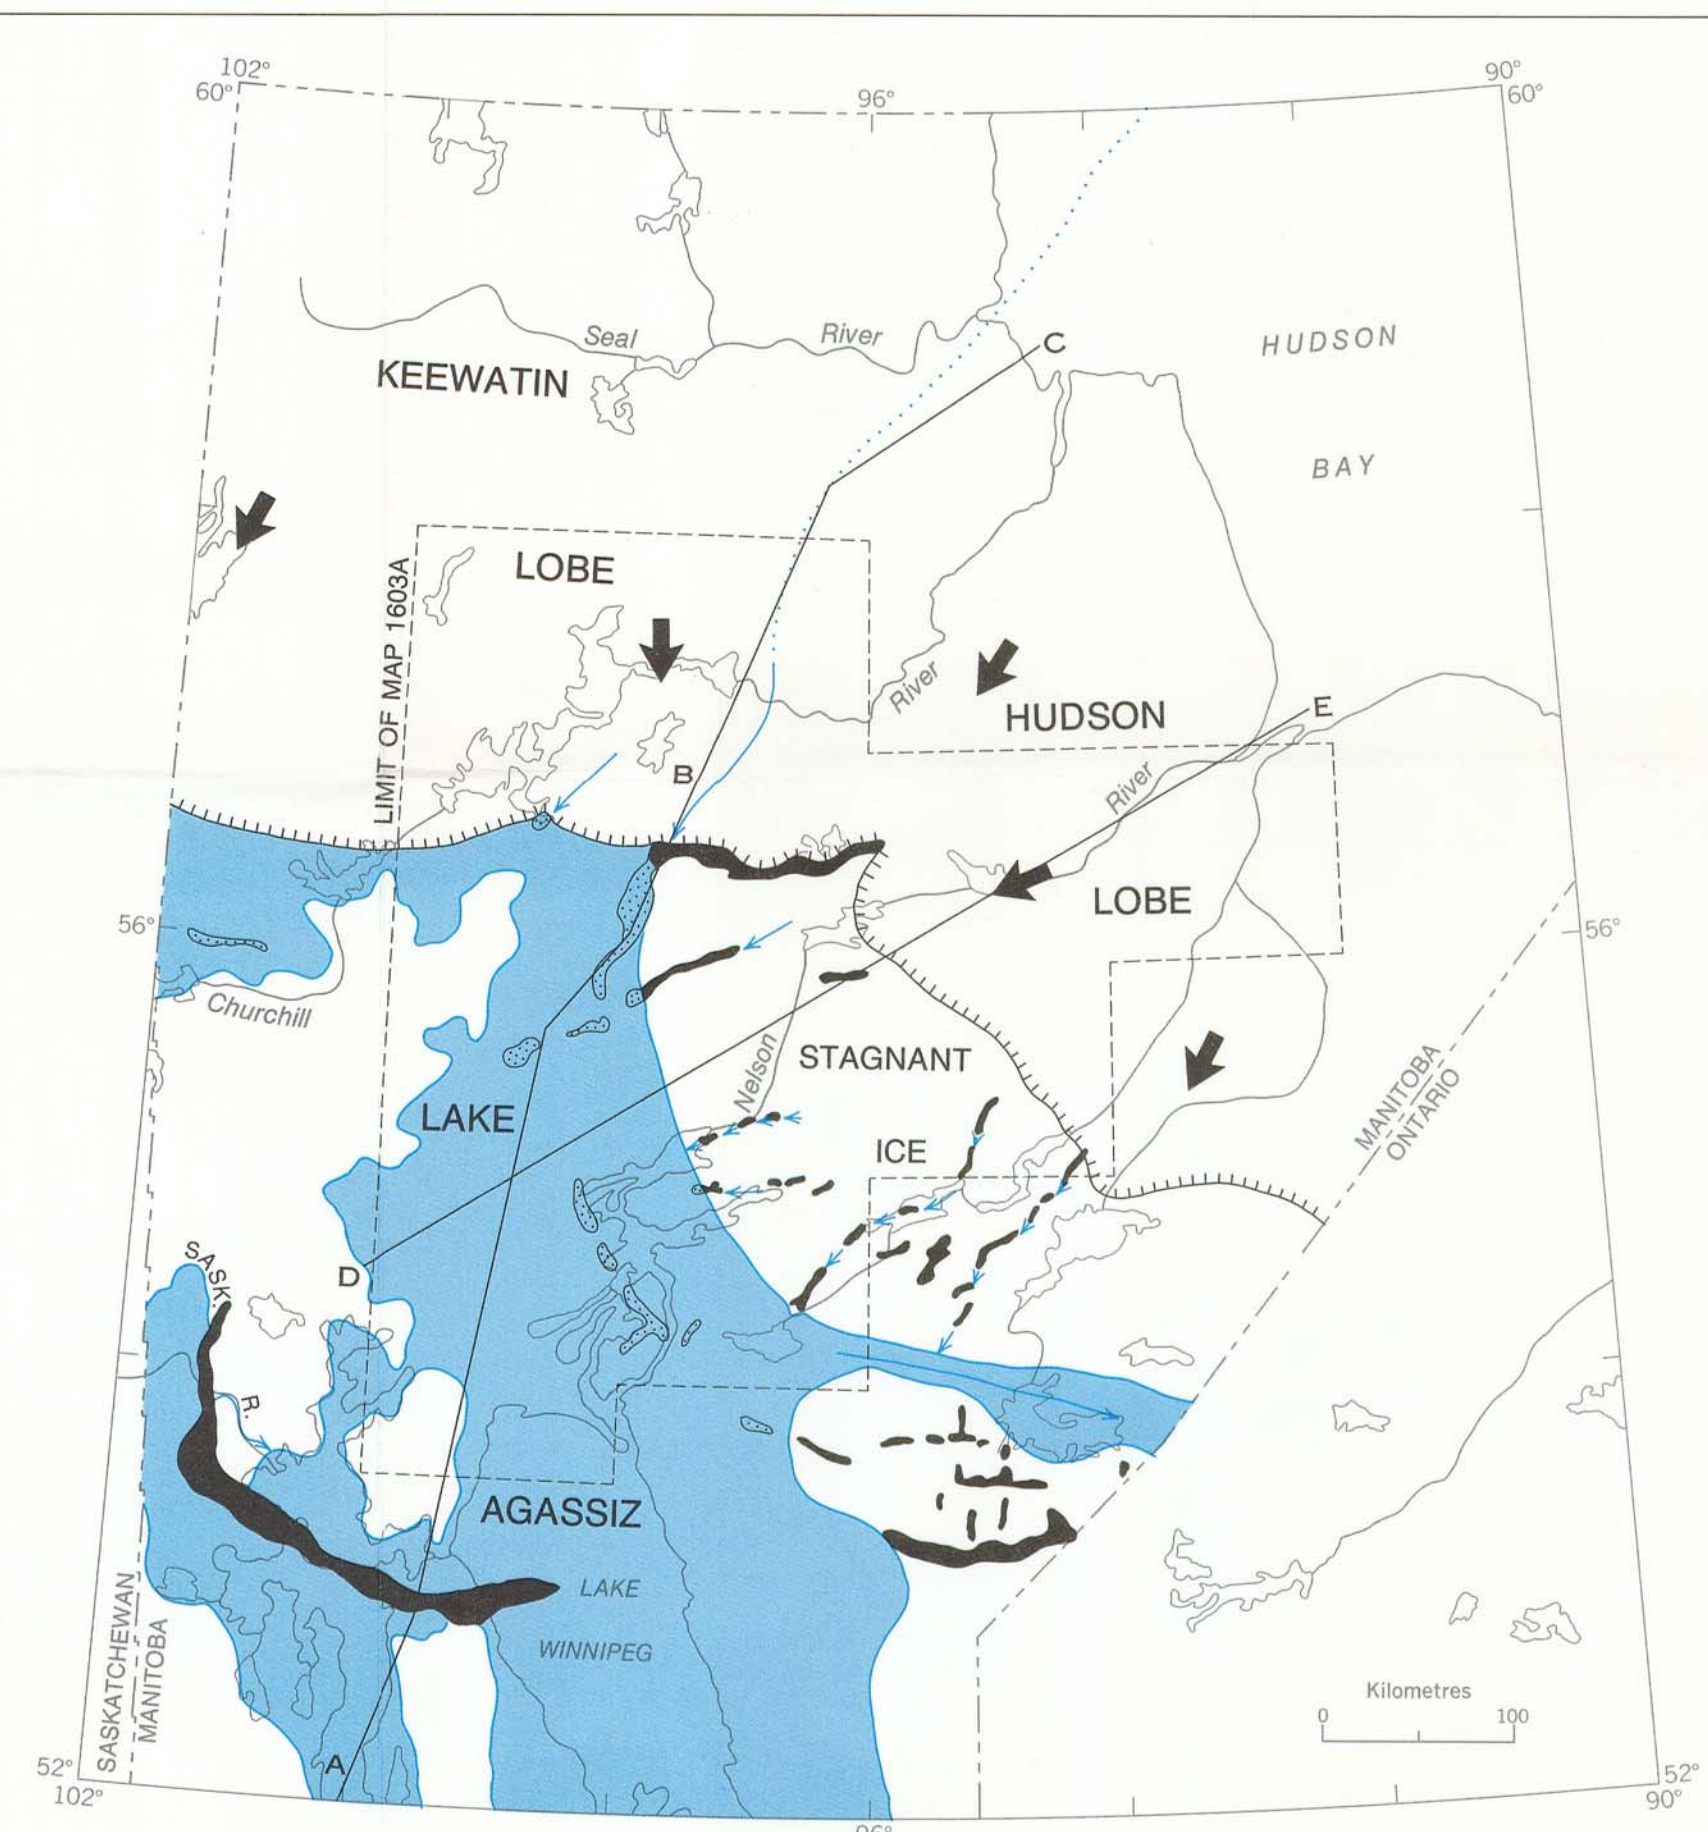 102°
90°
60°
96°
60°
Seal
River
C
HUDSON
KEEWATIN
BAY
LOBE
LIMIT OF MAP 1603A
River
HUDSON
E
B
River
LOBE
56°
56°
Churchill
STAGNANT
Nelson
LAKE
ICE
MANITOBA
ONTARIO
SASK.
D
R.
AGASSIZ
LAKE
WINNIPEG
SASKATCHEWAN
MANITOBA
Kilometres
0 100
A
52°
102°
52°
90°
96°